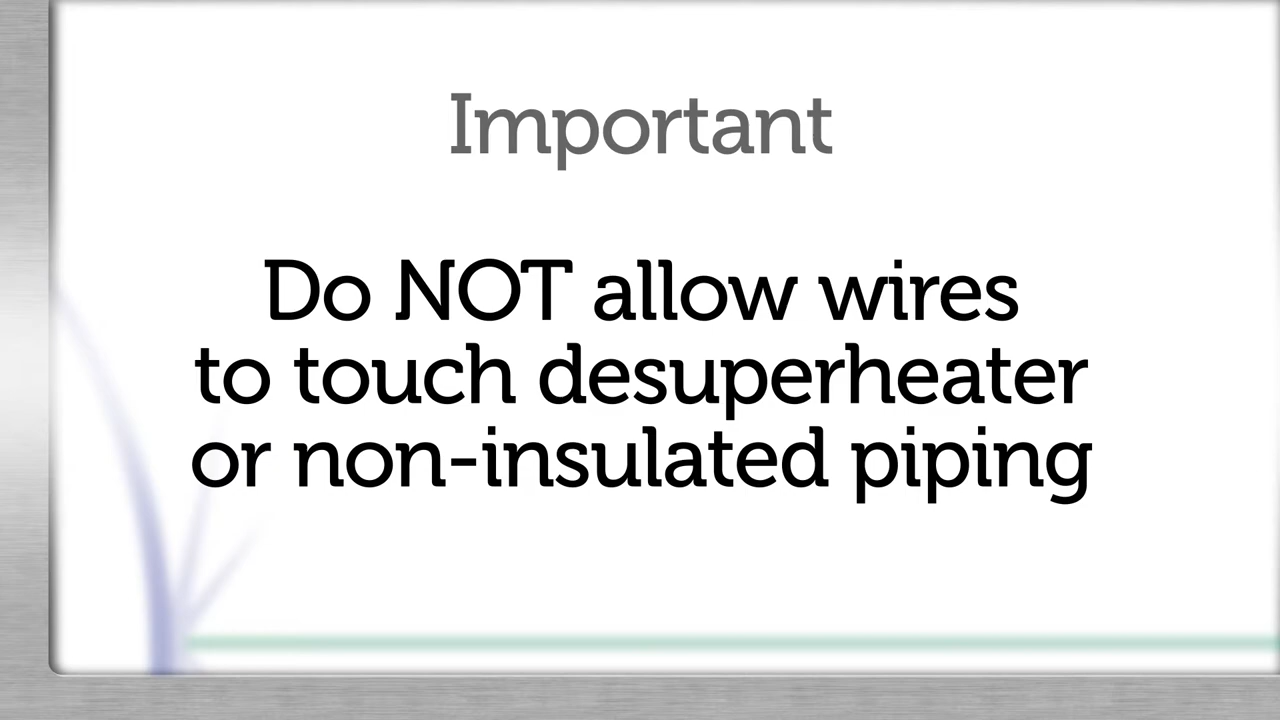 Important
Do NOT allow wires
to touch desuperheater
or non-insulated piping